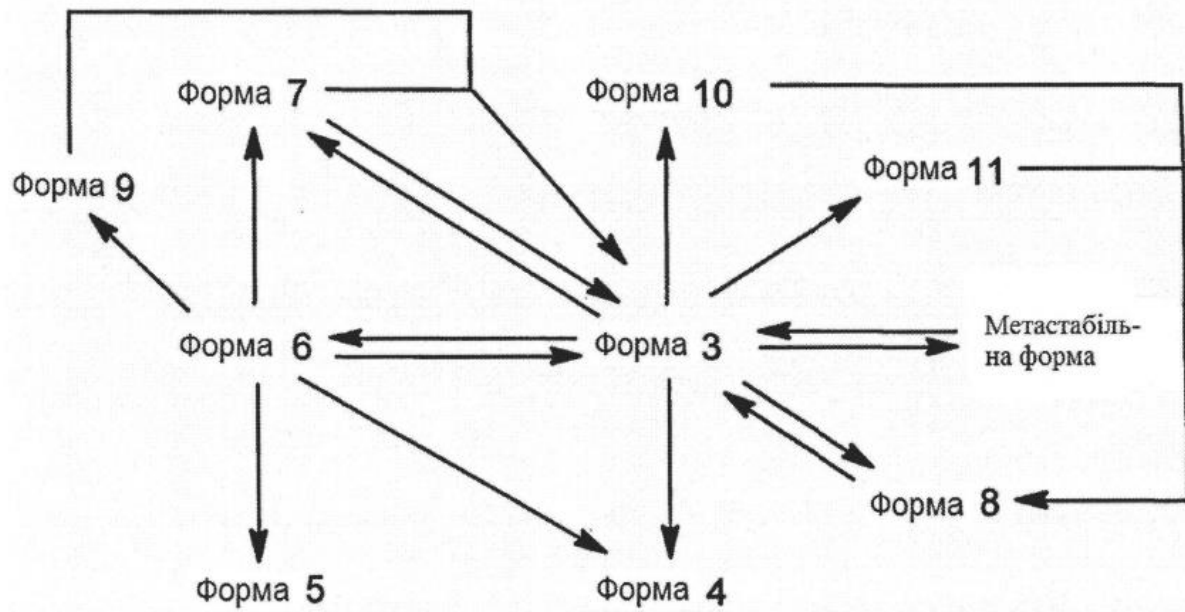 Форма 7
Форма 10
Форма 9
Форма 11
Форма 6
Форма 3
Метастабіль-
на форма
Форма 8
Форма 5
Форма 4